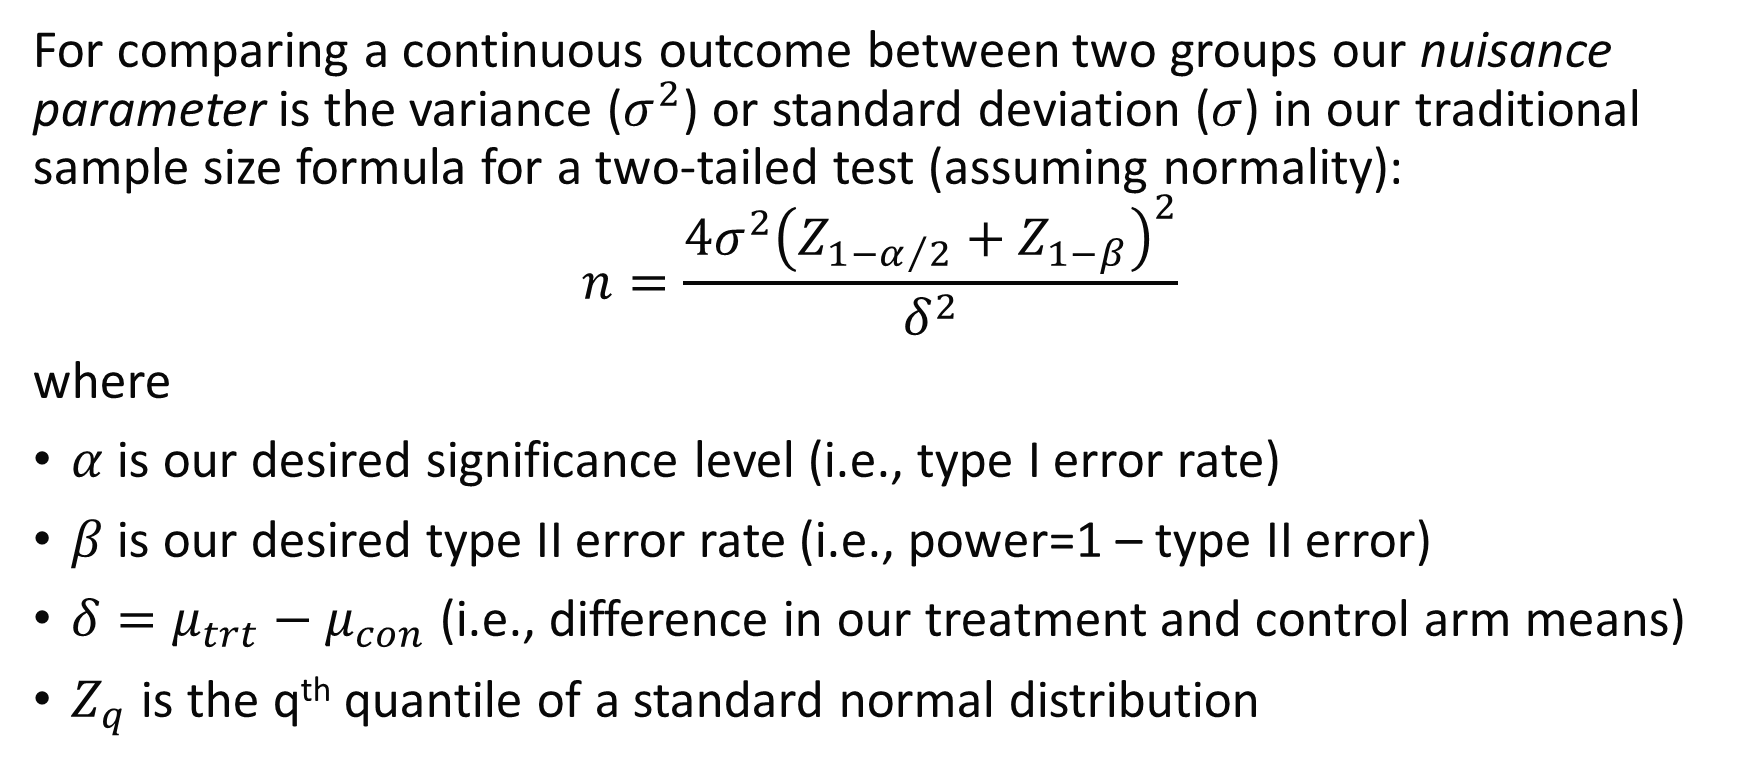 For comparing a continuous outcome between two groups our nuisance
parameter is the variance (σ²) or standard deviation (σ) in our traditional
sample size formula for a two-tailed test (assuming normality):
n = 4σ²(Z₁₋α/₂ + Z₁₋β)² / δ²
where
• α is our desired significance level (i.e., type I error rate)
• β is our desired type II error rate (i.e., power=1 – type II error)
• δ = μ_trt − μ_con (i.e., difference in our treatment and control arm means)
• Z_q is the qth quantile of a standard normal distribution